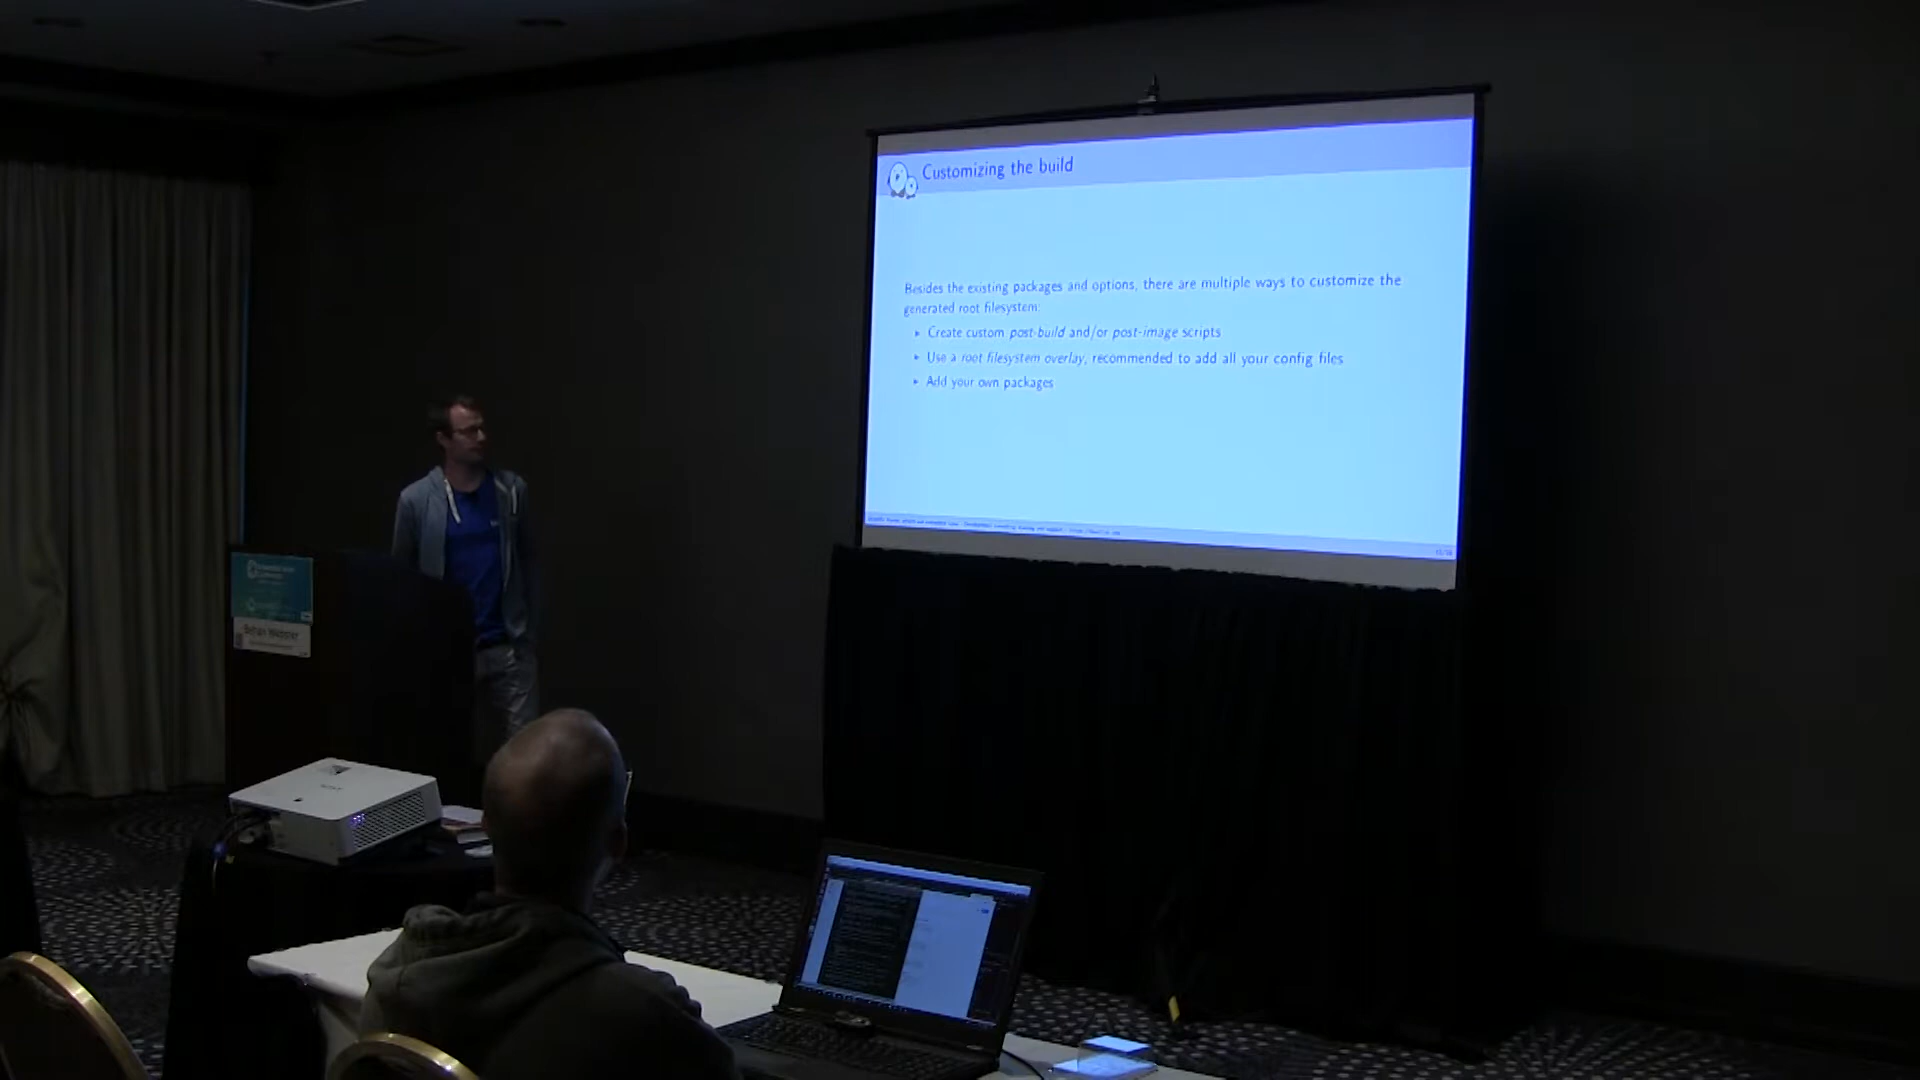 Customizing the build
Besides the existing packages and options, there are multiple ways to customize the
generated root filesystem:
▸ Create custom post-build and/or post-image scripts
▸ Use a root filesystem overlay, recommended to add all your config files
▸ Add your own packages